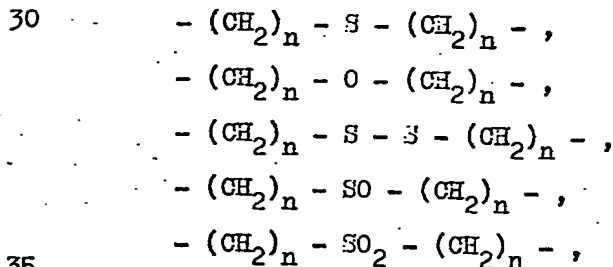 30 - (CH₂)ₙ - S - (CH₂)ₙ - ,
- (CH₂)ₙ - O - (CH₂)ₙ - ,
- (CH₂)ₙ - S - S - (CH₂)ₙ - ,
- (CH₂)ₙ - SO - (CH₂)ₙ - ,
- (CH₂)ₙ - SO₂ - (CH₂)ₙ - ,
35